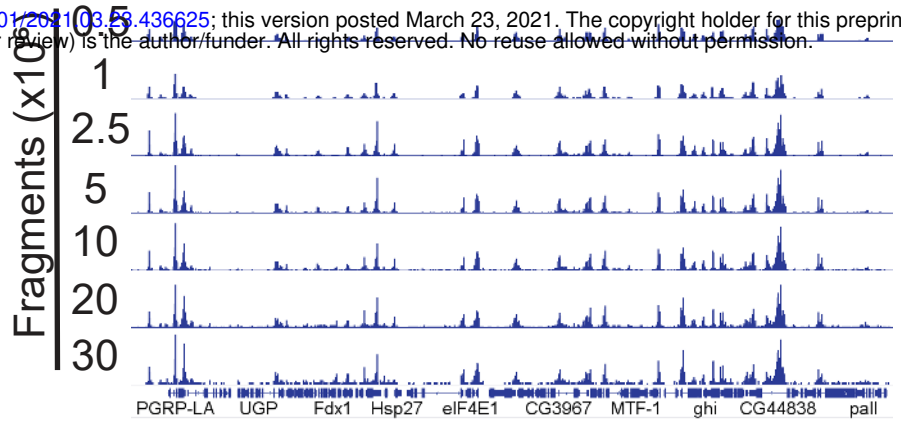 01/2021.03.23.436625; this version posted March 23, 2021. The copyright holder for this preprin
r review) is the author/funder. All rights reserved. No reuse allowed without permission.
Fragments (x10⁶)
0.5
1
2.5
5
10
20
30
PGRP-LA UGP Fdx1 Hsp27 eIF4E1 CG3967 MTF-1 ghi CG44838 pall